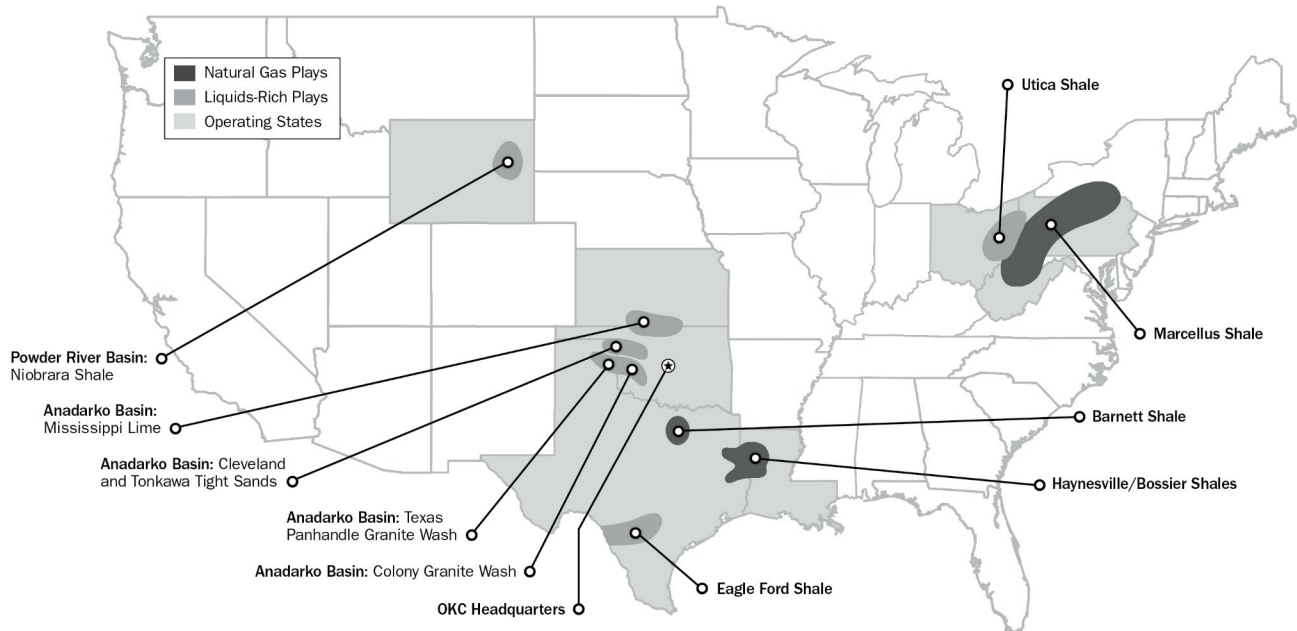 Natural Gas Plays
Liquids-Rich Plays
Operating States
Utica Shale
Marcellus Shale
Powder River Basin:
Niobrara Shale
Anadarko Basin:
Mississippi Lime
Barnett Shale
Anadarko Basin: Cleveland
and Tonkawa Tight Sands
Haynesville/Bossier Shales
Anadarko Basin: Texas
Panhandle Granite Wash
Anadarko Basin: Colony Granite Wash
Eagle Ford Shale
OKC Headquarters